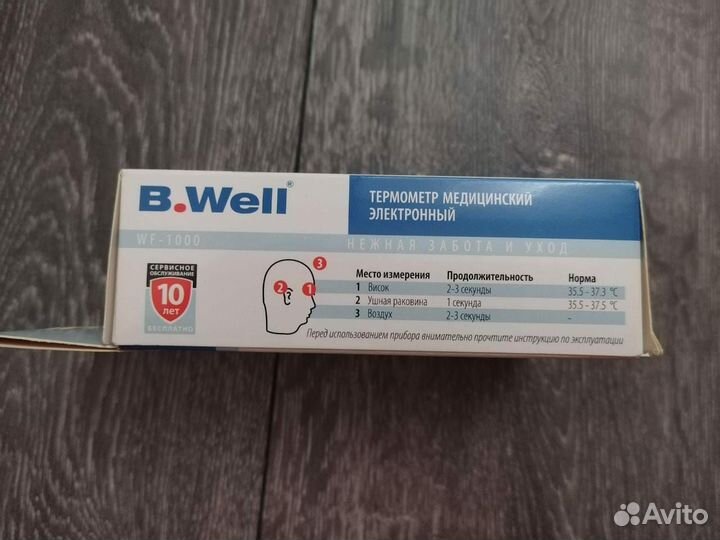 B.Well®
ТЕРМОМЕТР МЕДИЦИНСКИЙ
ЭЛЕКТРОННЫЙ
WF-1000
НЕЖНАЯ ЗАБОТА И УХОД
СЕРВИСНОЕ
ОБСЛУЖИВАНИЕ
10
лет
БЕСПЛАТНО
3
2
1
Место измерения Продолжительность Норма
1 Висок 2-3 секунды 35.5 - 37.3 °C
2 Ушная раковина 1 секунда 35.5 - 37.5 °C
3 Воздух 2-3 секунды -
Перед использованием прибора внимательно прочтите инструкцию по эксплуатации
Avito